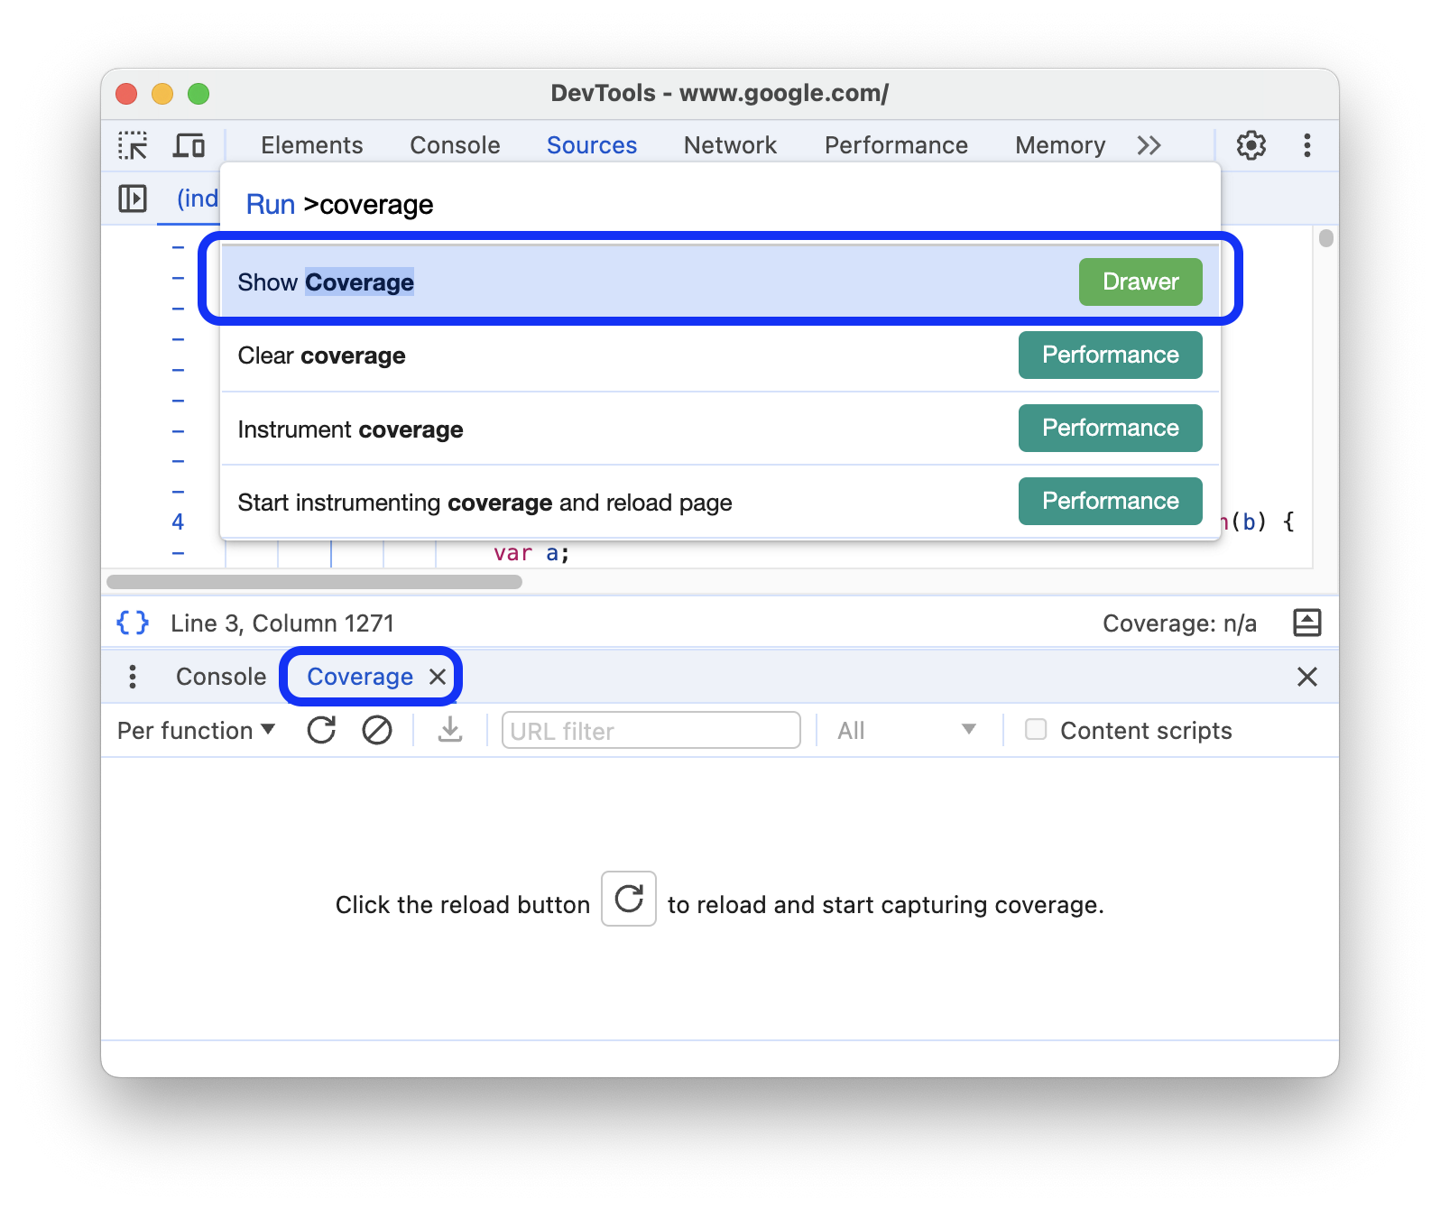 DevTools - www.google.com/
Elements Console Sources Network Performance Memory
(ind
Run >coverage
Show Coverage Drawer
Clear coverage Performance
Instrument coverage Performance
Start instrumenting coverage and reload page Performance
4 n(b) {
var a;
{ } Line 3, Column 1271 Coverage: n/a
Console Coverage
Per function URL filter All Content scripts
Click the reload button to reload and start capturing coverage.